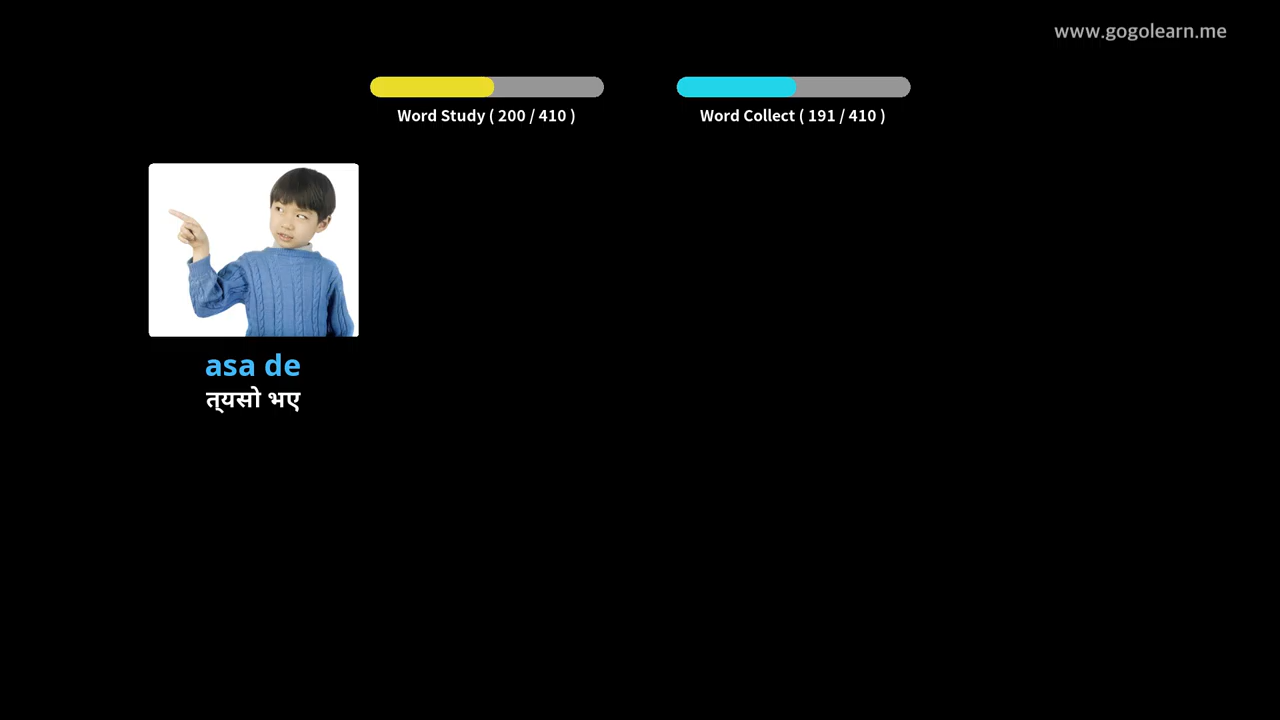 www.gogolearn.me
Word Study ( 200 / 410 )
Word Collect ( 191 / 410 )
asa de
त्यसो भए